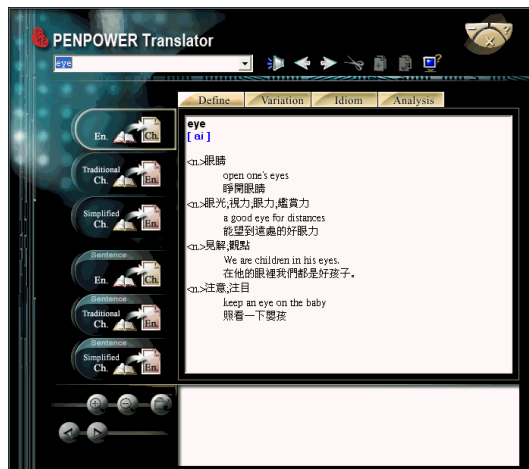 PENPOWER Translator
eye
Define Variation Idiom Analysis
En. Ch.
Traditional
Ch. En.
Simplified
Ch. En.
Sentence
En. Ch.
Sentence
Traditional
Ch. En.
Sentence
Simplified
Ch. En.
eye
[ ai ]
<n.>眼睛
open one's eyes
睜開眼睛
<n.>眼光;視力;眼力;鑑賞力
a good eye for distances
能望到遠處的好眼力
<n.>見解;觀點
We are children in his eyes.
在他的眼裡我們都是好孩子。
<n.>注意;注目
keep an eye on the baby
照看一下嬰孩